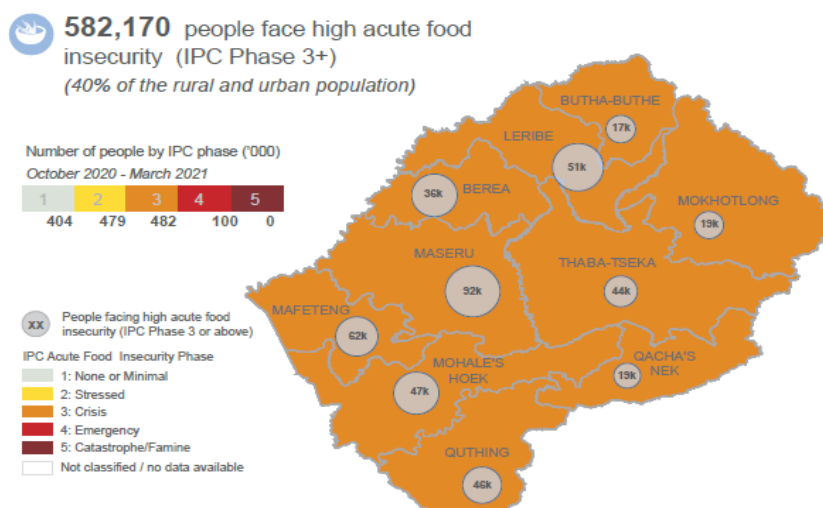 582,170 people face high acute food
insecurity (IPC Phase 3+)
(40% of the rural and urban population)
Number of people by IPC phase ('000)
October 2020 - March 2021
1 2 3 4 5
404 479 482 100 0
BUTHA-BUTHE
17k
LERIBE
51k
36k BEREA
MOKHOTLONG
19k
MASERU
92k
THABA-TSEKA
44k
MAFETENG
62k
MOHALE'S
HOEK
47k
QACHA'S
NEK
19k
QUTHING
46k
xx People facing high acute food
insecurity (IPC Phase 3 or above)
IPC Acute Food Insecurity Phase
1: None or Minimal
2: Stressed
3: Crisis
4: Emergency
5: Catastrophe/Famine
Not classified / no data available